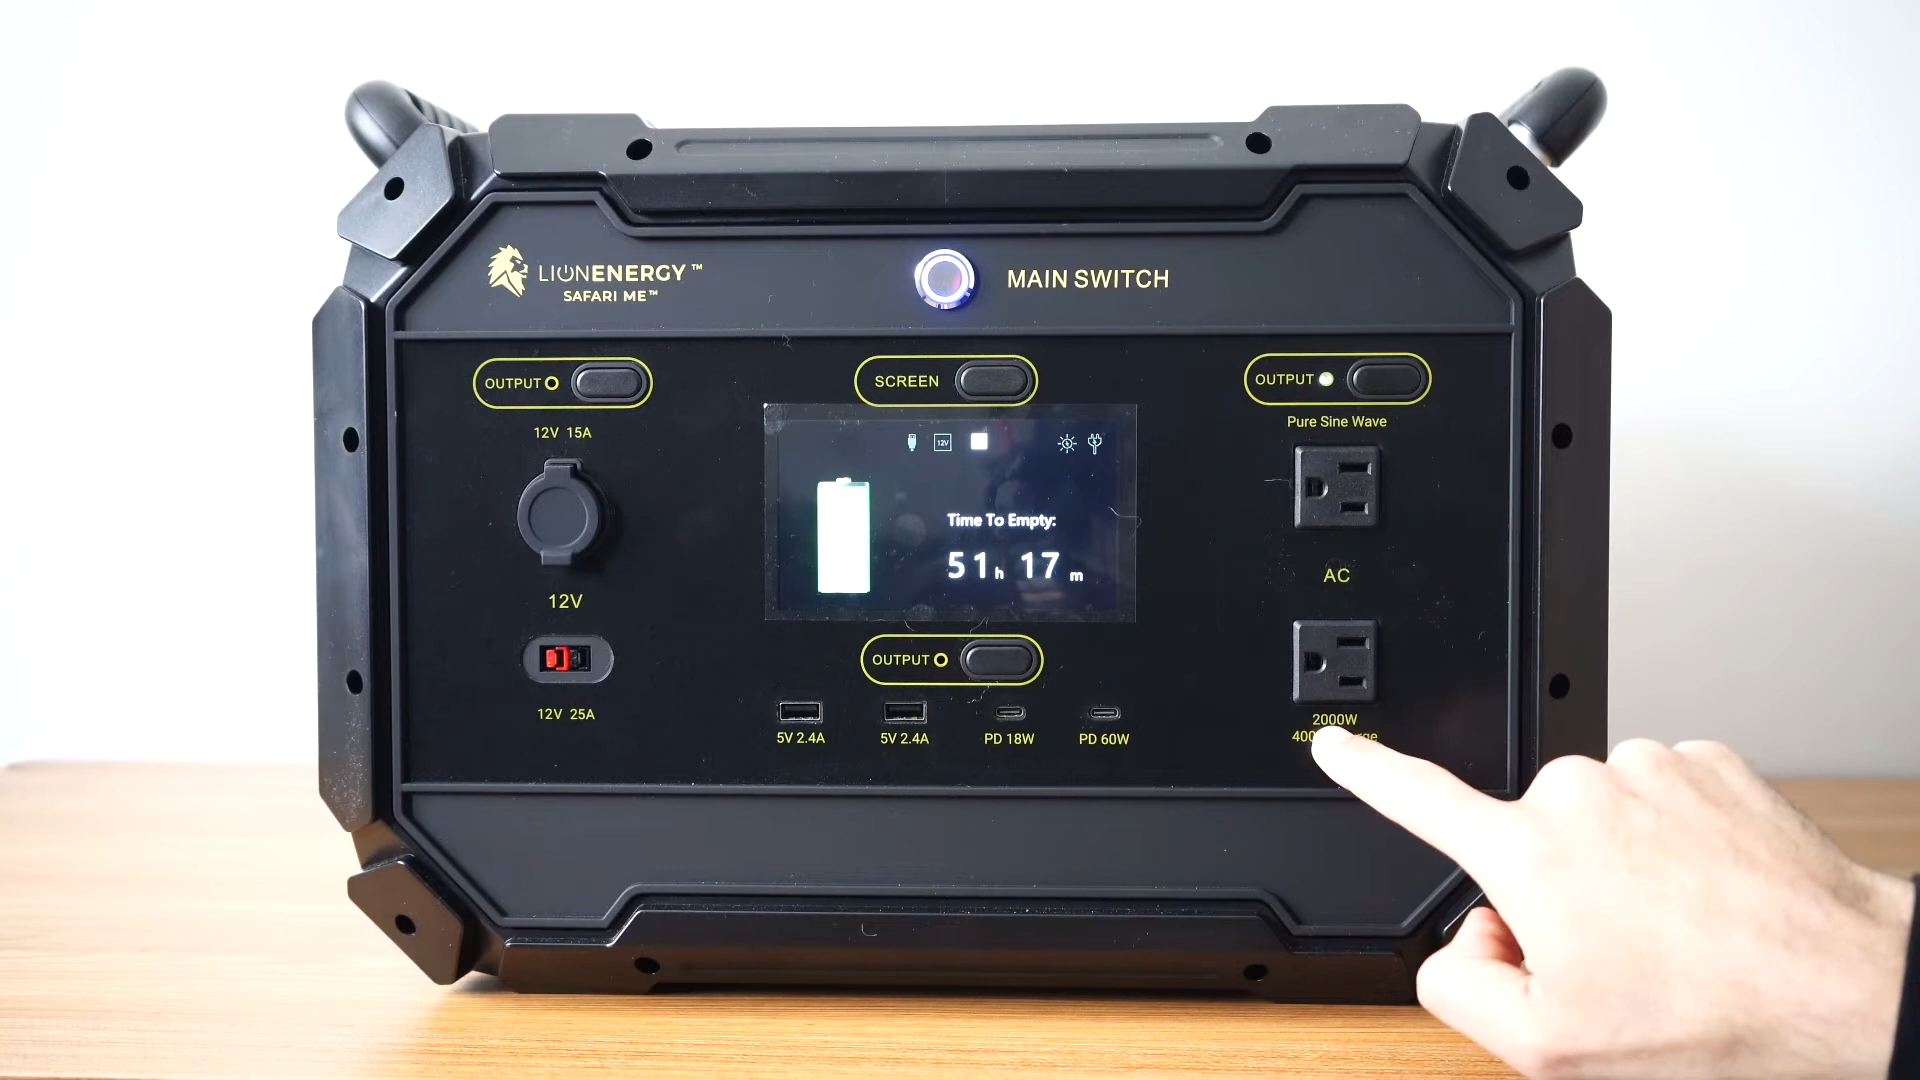 LIONENERGY™
SAFARI ME™
MAIN SWITCH
OUTPUT
12V 15A
12V
12V 25A
SCREEN
12V
Time To Empty:
51h 17m
OUTPUT
5V 2.4A
5V 2.4A
PD 18W
PD 60W
OUTPUT
Pure Sine Wave
AC
2000W